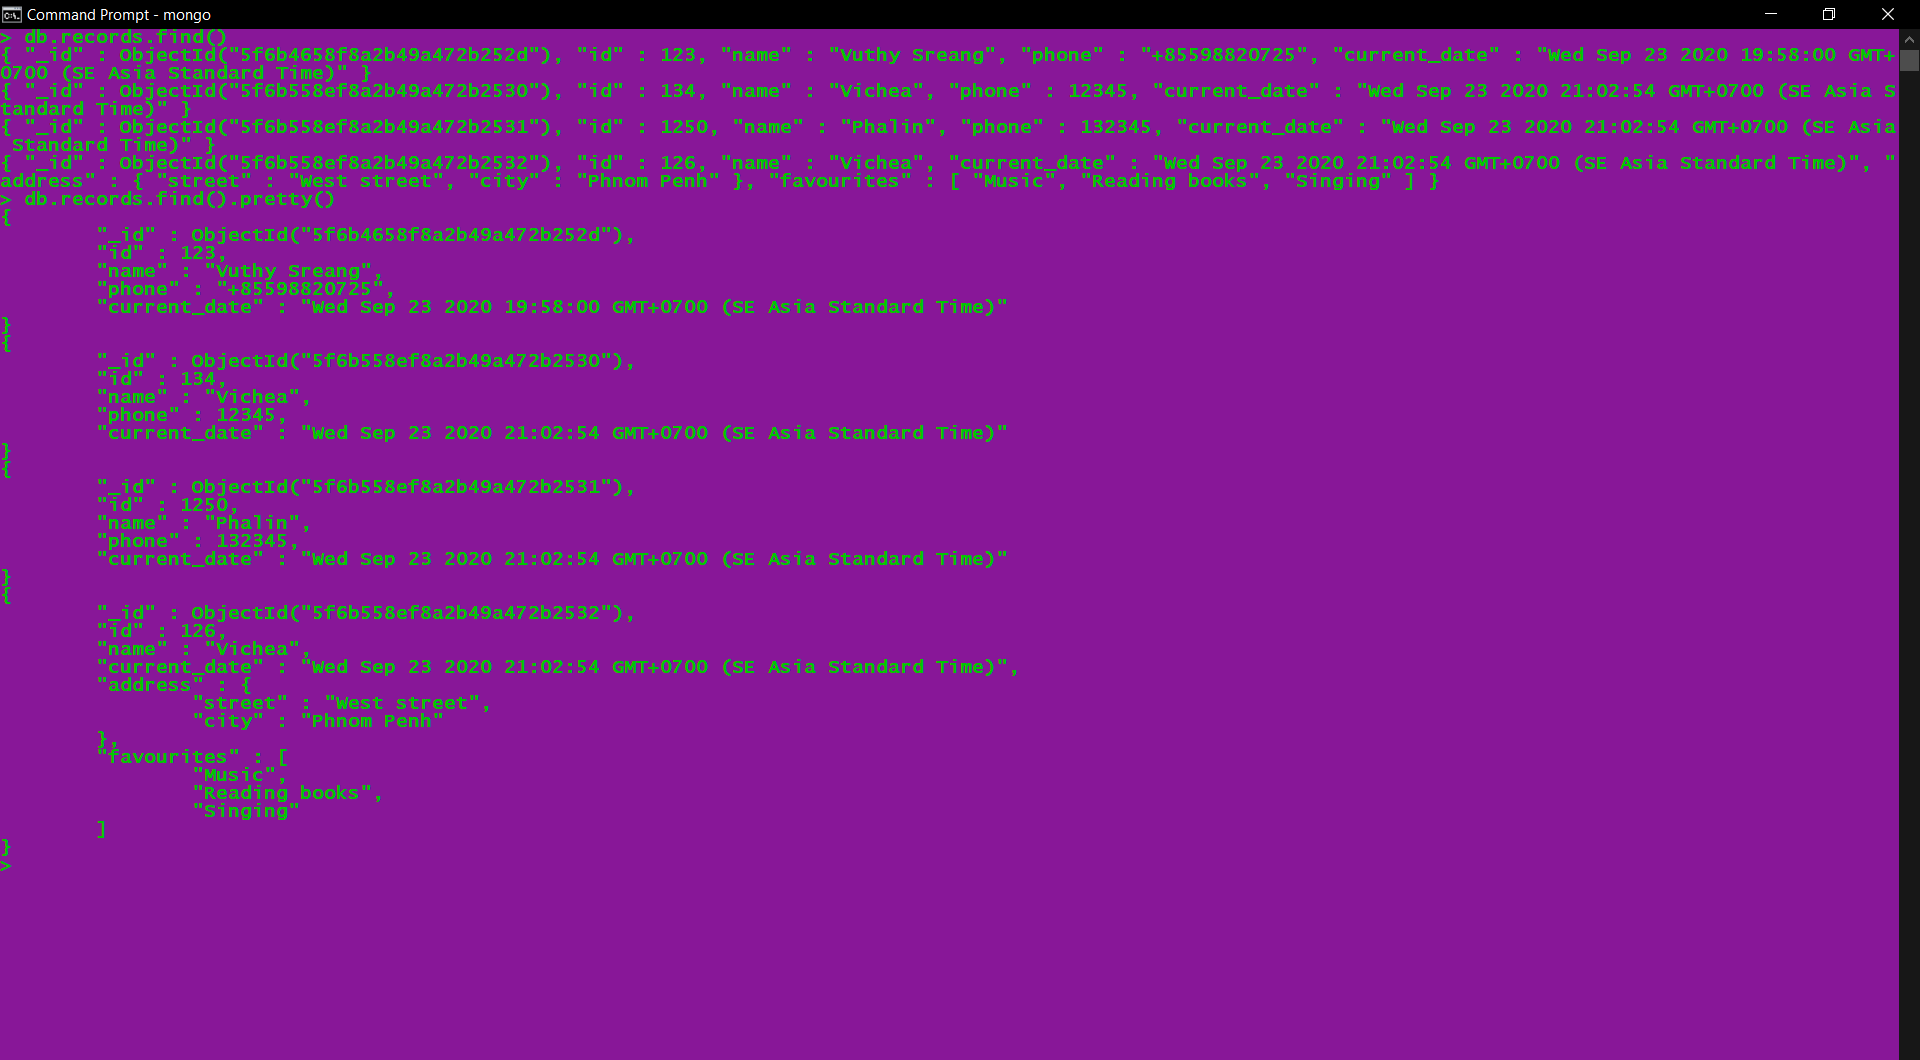 Command Prompt - mongo
> db.records.find()
{ "_id" : ObjectId("5f6b4658f8a2b49a472b252d"), "id" : 123, "name" : "Vuthy Sreang", "phone" : "+85598820725", "current_date" : "Wed Sep 23 2020 19:58:00 GMT+
0700 (SE Asia Standard Time)" }
{ "_id" : ObjectId("5f6b558ef8a2b49a472b2530"), "id" : 134, "name" : "Vichea", "phone" : 12345, "current_date" : "Wed Sep 23 2020 21:02:54 GMT+0700 (SE Asia S
tandard Time)" }
{ "_id" : ObjectId("5f6b558ef8a2b49a472b2531"), "id" : 1250, "name" : "Phalin", "phone" : 132345, "current_date" : "Wed Sep 23 2020 21:02:54 GMT+0700 (SE Asia
 Standard Time)" }
{ "_id" : ObjectId("5f6b558ef8a2b49a472b2532"), "id" : 126, "name" : "Vichea", "current_date" : "Wed Sep 23 2020 21:02:54 GMT+0700 (SE Asia Standard Time)", "
address" : { "street" : "West street", "city" : "Phnom Penh" }, "favourites" : [ "Music", "Reading books", "Singing" ] }
> db.records.find().pretty()
{
        "_id" : ObjectId("5f6b4658f8a2b49a472b252d"),
        "id" : 123,
        "name" : "Vuthy Sreang",
        "phone" : "+85598820725",
        "current_date" : "Wed Sep 23 2020 19:58:00 GMT+0700 (SE Asia Standard Time)"
}
{
        "_id" : ObjectId("5f6b558ef8a2b49a472b2530"),
        "id" : 134,
        "name" : "Vichea",
        "phone" : 12345,
        "current_date" : "Wed Sep 23 2020 21:02:54 GMT+0700 (SE Asia Standard Time)"
}
{
        "_id" : ObjectId("5f6b558ef8a2b49a472b2531"),
        "id" : 1250,
        "name" : "Phalin",
        "phone" : 132345,
        "current_date" : "Wed Sep 23 2020 21:02:54 GMT+0700 (SE Asia Standard Time)"
}
{
        "_id" : ObjectId("5f6b558ef8a2b49a472b2532"),
        "id" : 126,
        "name" : "Vichea",
        "current_date" : "Wed Sep 23 2020 21:02:54 GMT+0700 (SE Asia Standard Time)",
        "address" : {
                "street" : "West street",
                "city" : "Phnom Penh"
        },
        "favourites" : [
                "Music",
                "Reading books",
                "Singing"
        ]
}
>